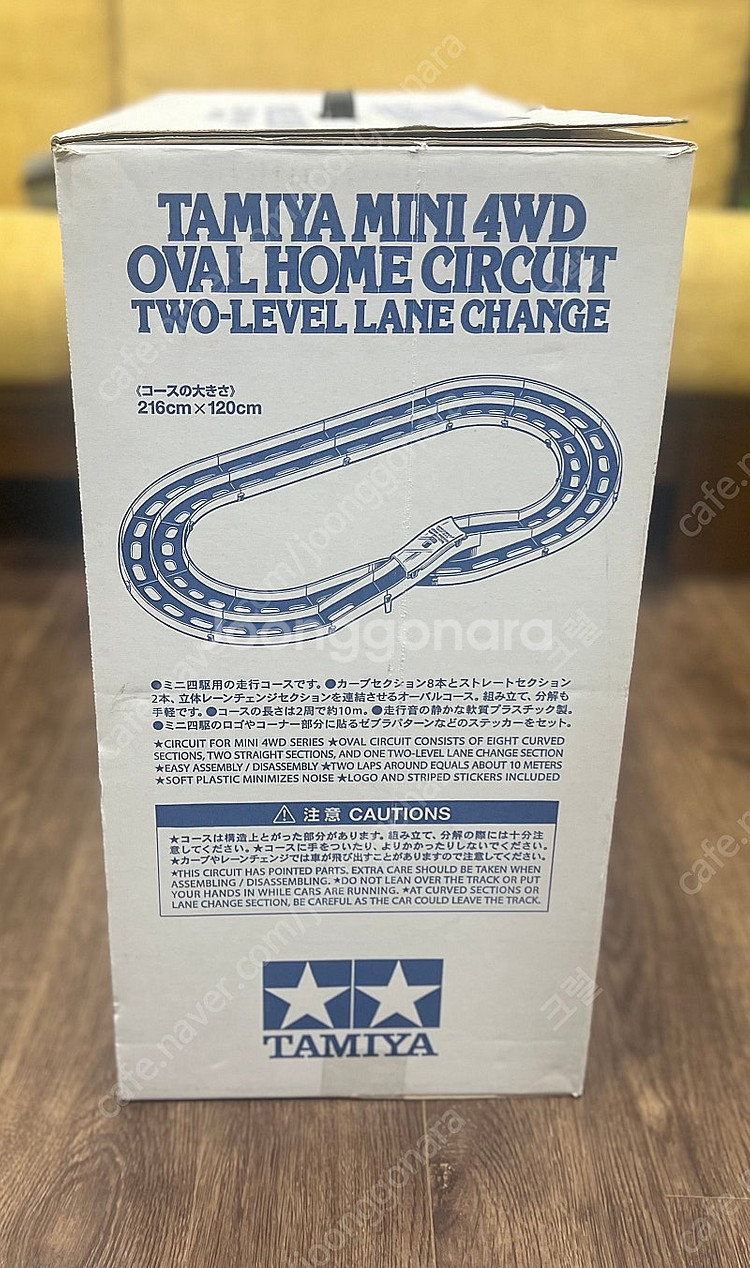 TAMIYA MINI 4WD
OVAL HOME CIRCUIT
TWO-LEVEL LANE CHANGE
《コースの大きさ》
216cm×120cm
●ミニ四駆用の走行コースです。●カーブセクション8本とストレートセクション
2本、立体レーンチェンジセクションを連結させるオーバルコース。組み立て、分解も
手軽です。●コースの長さは2周で約10m。●走行音の静かな軟質プラスチック製。
●ミニ四駆のロゴやコーナー部分に貼るゼブラパターンなどのステッカーをセット。
★CIRCUIT FOR MINI 4WD SERIES ★OVAL CIRCUIT CONSISTS OF EIGHT CURVED
SECTIONS, TWO STRAIGHT SECTIONS, AND ONE TWO-LEVEL LANE CHANGE SECTION
★EASY ASSEMBLY / DISASSEMBLY ★TWO LAPS AROUND EQUALS ABOUT 10 METERS
★SOFT PLASTIC MINIMIZES NOISE ★LOGO AND STRIPED STICKERS INCLUDED
注意 CAUTIONS
★コースは構造上とがった部分があります。組み立て、分解の際には十分注
意してください。★コースに手をついたり、よりかかったりしないでください。
★カーブやレーンチェンジでは車が飛び出すことがありますので注意してください。
★THIS CIRCUIT HAS POINTED PARTS. EXTRA CARE SHOULD BE TAKEN WHEN
ASSEMBLING / DISASSEMBLING. ★DO NOT LEAN OVER THE TRACK OR PUT
YOUR HANDS IN WHILE CARS ARE RUNNING. ★AT CURVED SECTIONS OR
LANE CHANGE SECTION, BE CAREFUL AS THE CAR COULD LEAVE THE TRACK.
TAMIYA
joonggonara
cafe.naver.com/joonggonara
크럴